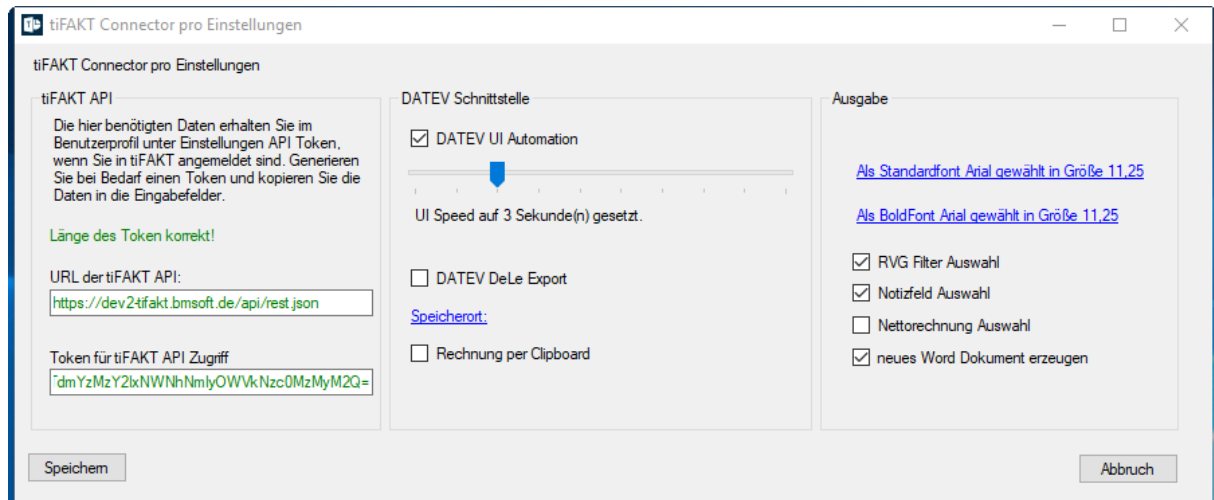 tiFAKT Connector pro Einstellungen
tiFAKT Connector pro Einstellungen
tiFAKT API
Die hier benötigten Daten erhalten Sie im
Benutzerprofil unter Einstellungen API Token,
wenn Sie in tiFAKT angemeldet sind. Generieren
Sie bei Bedarf einen Token und kopieren Sie die
Daten in die Eingabefelder.
Länge des Token korrekt!
URL der tiFAKT API:
https://dev2-tifakt.bmsoft.de/api/rest.json
Token für tiFAKT API Zugriff
DATEV Schnittstelle
DATEV UI Automation
UI Speed auf 3 Sekunde(n) gesetzt.
DATEV DeLe Export
Speicherort:
Rechnung per Clipboard
Ausgabe
Als Standardfont Arial gewählt in Größe 11,25
Als BoldFont Arial gewählt in Größe 11,25
RVG Filter Auswahl
Notizfeld Auswahl
Nettorechnung Auswahl
neues Word Dokument erzeugen
Speichern
Abbruch